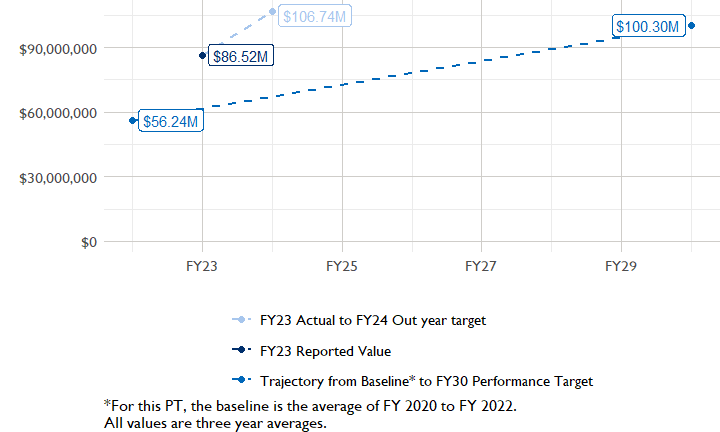 $106.74M
$100.30M
$90,000,000
$86.52M
$60,000,000
$56.24M
$30,000,000
$0
FY23 FY25 FY27 FY29
FY23 Actual to FY24 Out year target
FY23 Reported Value
Trajectory from Baseline* to FY30 Performance Target
*For this PT, the baseline is the average of FY 2020 to FY 2022.
All values are three year averages.